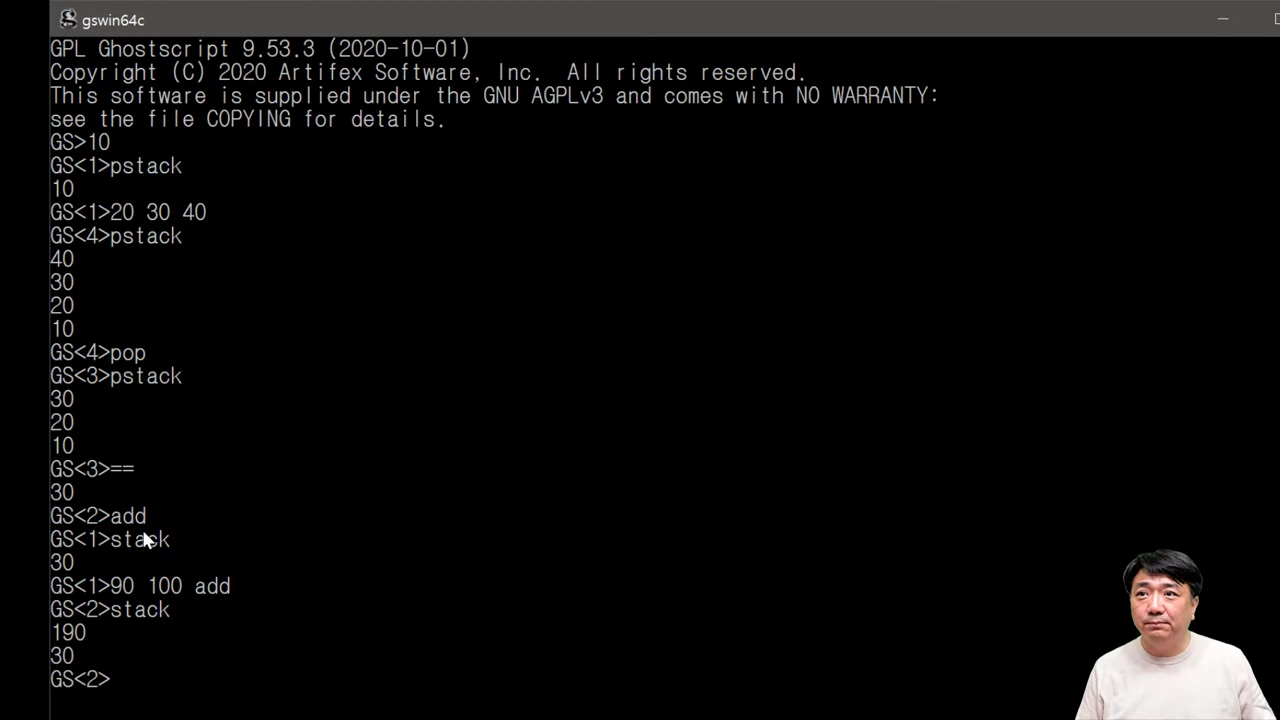 gswin64c
GPL Ghostscript 9.53.3 (2020-10-01)
Copyright (C) 2020 Artifex Software, Inc.  All rights reserved.
This software is supplied under the GNU AGPLv3 and comes with NO WARRANTY:
see the file COPYING for details.
GS>10
GS<1>pstack
10
GS<1>20 30 40
GS<4>pstack
40
30
20
10
GS<4>pop
GS<3>pstack
30
20
10
GS<3>==
30
GS<2>add
GS<1>stack
30
GS<1>90 100 add
GS<2>stack
190
30
GS<2>